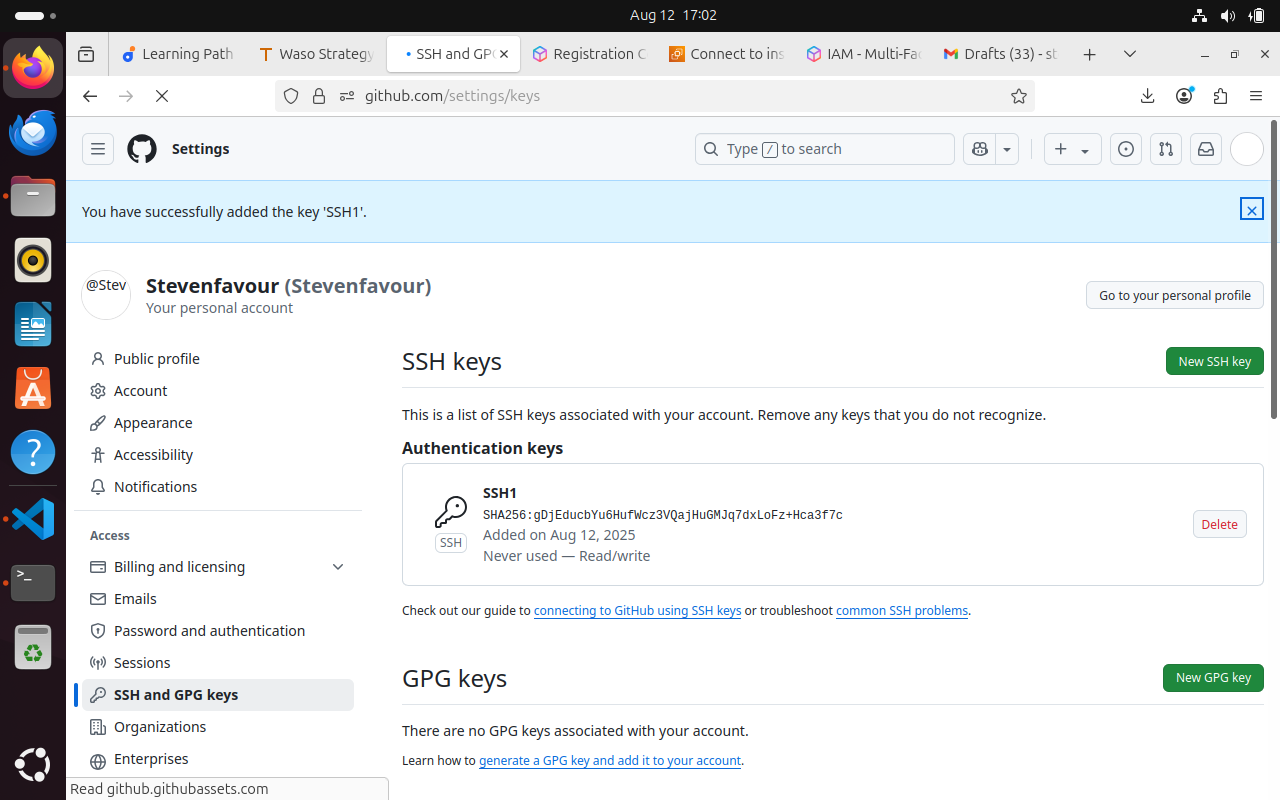 Aug 12 17:02
Learning Path
Waso Strategy
SSH and GPG
Registration C
Connect to ins
IAM - Multi-Fac
Drafts (33) - st
github.com/settings/keys
Settings
Type / to search
You have successfully added the key 'SSH1'.
@Stev
Stevenfavour (Stevenfavour)
Your personal account
Go to your personal profile
Public profile
Account
Appearance
Accessibility
Notifications
Access
Billing and licensing
Emails
Password and authentication
Sessions
SSH and GPG keys
Organizations
Enterprises
SSH keys
New SSH key
This is a list of SSH keys associated with your account. Remove any keys that you do not recognize.
Authentication keys
SSH1
SHA256:gDjEducbYu6HufWcz3VQajHuGMJq7dxLoFz+Hca3f7c
Added on Aug 12, 2025
Never used — Read/write
SSH
Delete
Check out our guide to connecting to GitHub using SSH keys or troubleshoot common SSH problems.
GPG keys
New GPG key
There are no GPG keys associated with your account.
Learn how to generate a GPG key and add it to your account.
Read github.githubassets.com